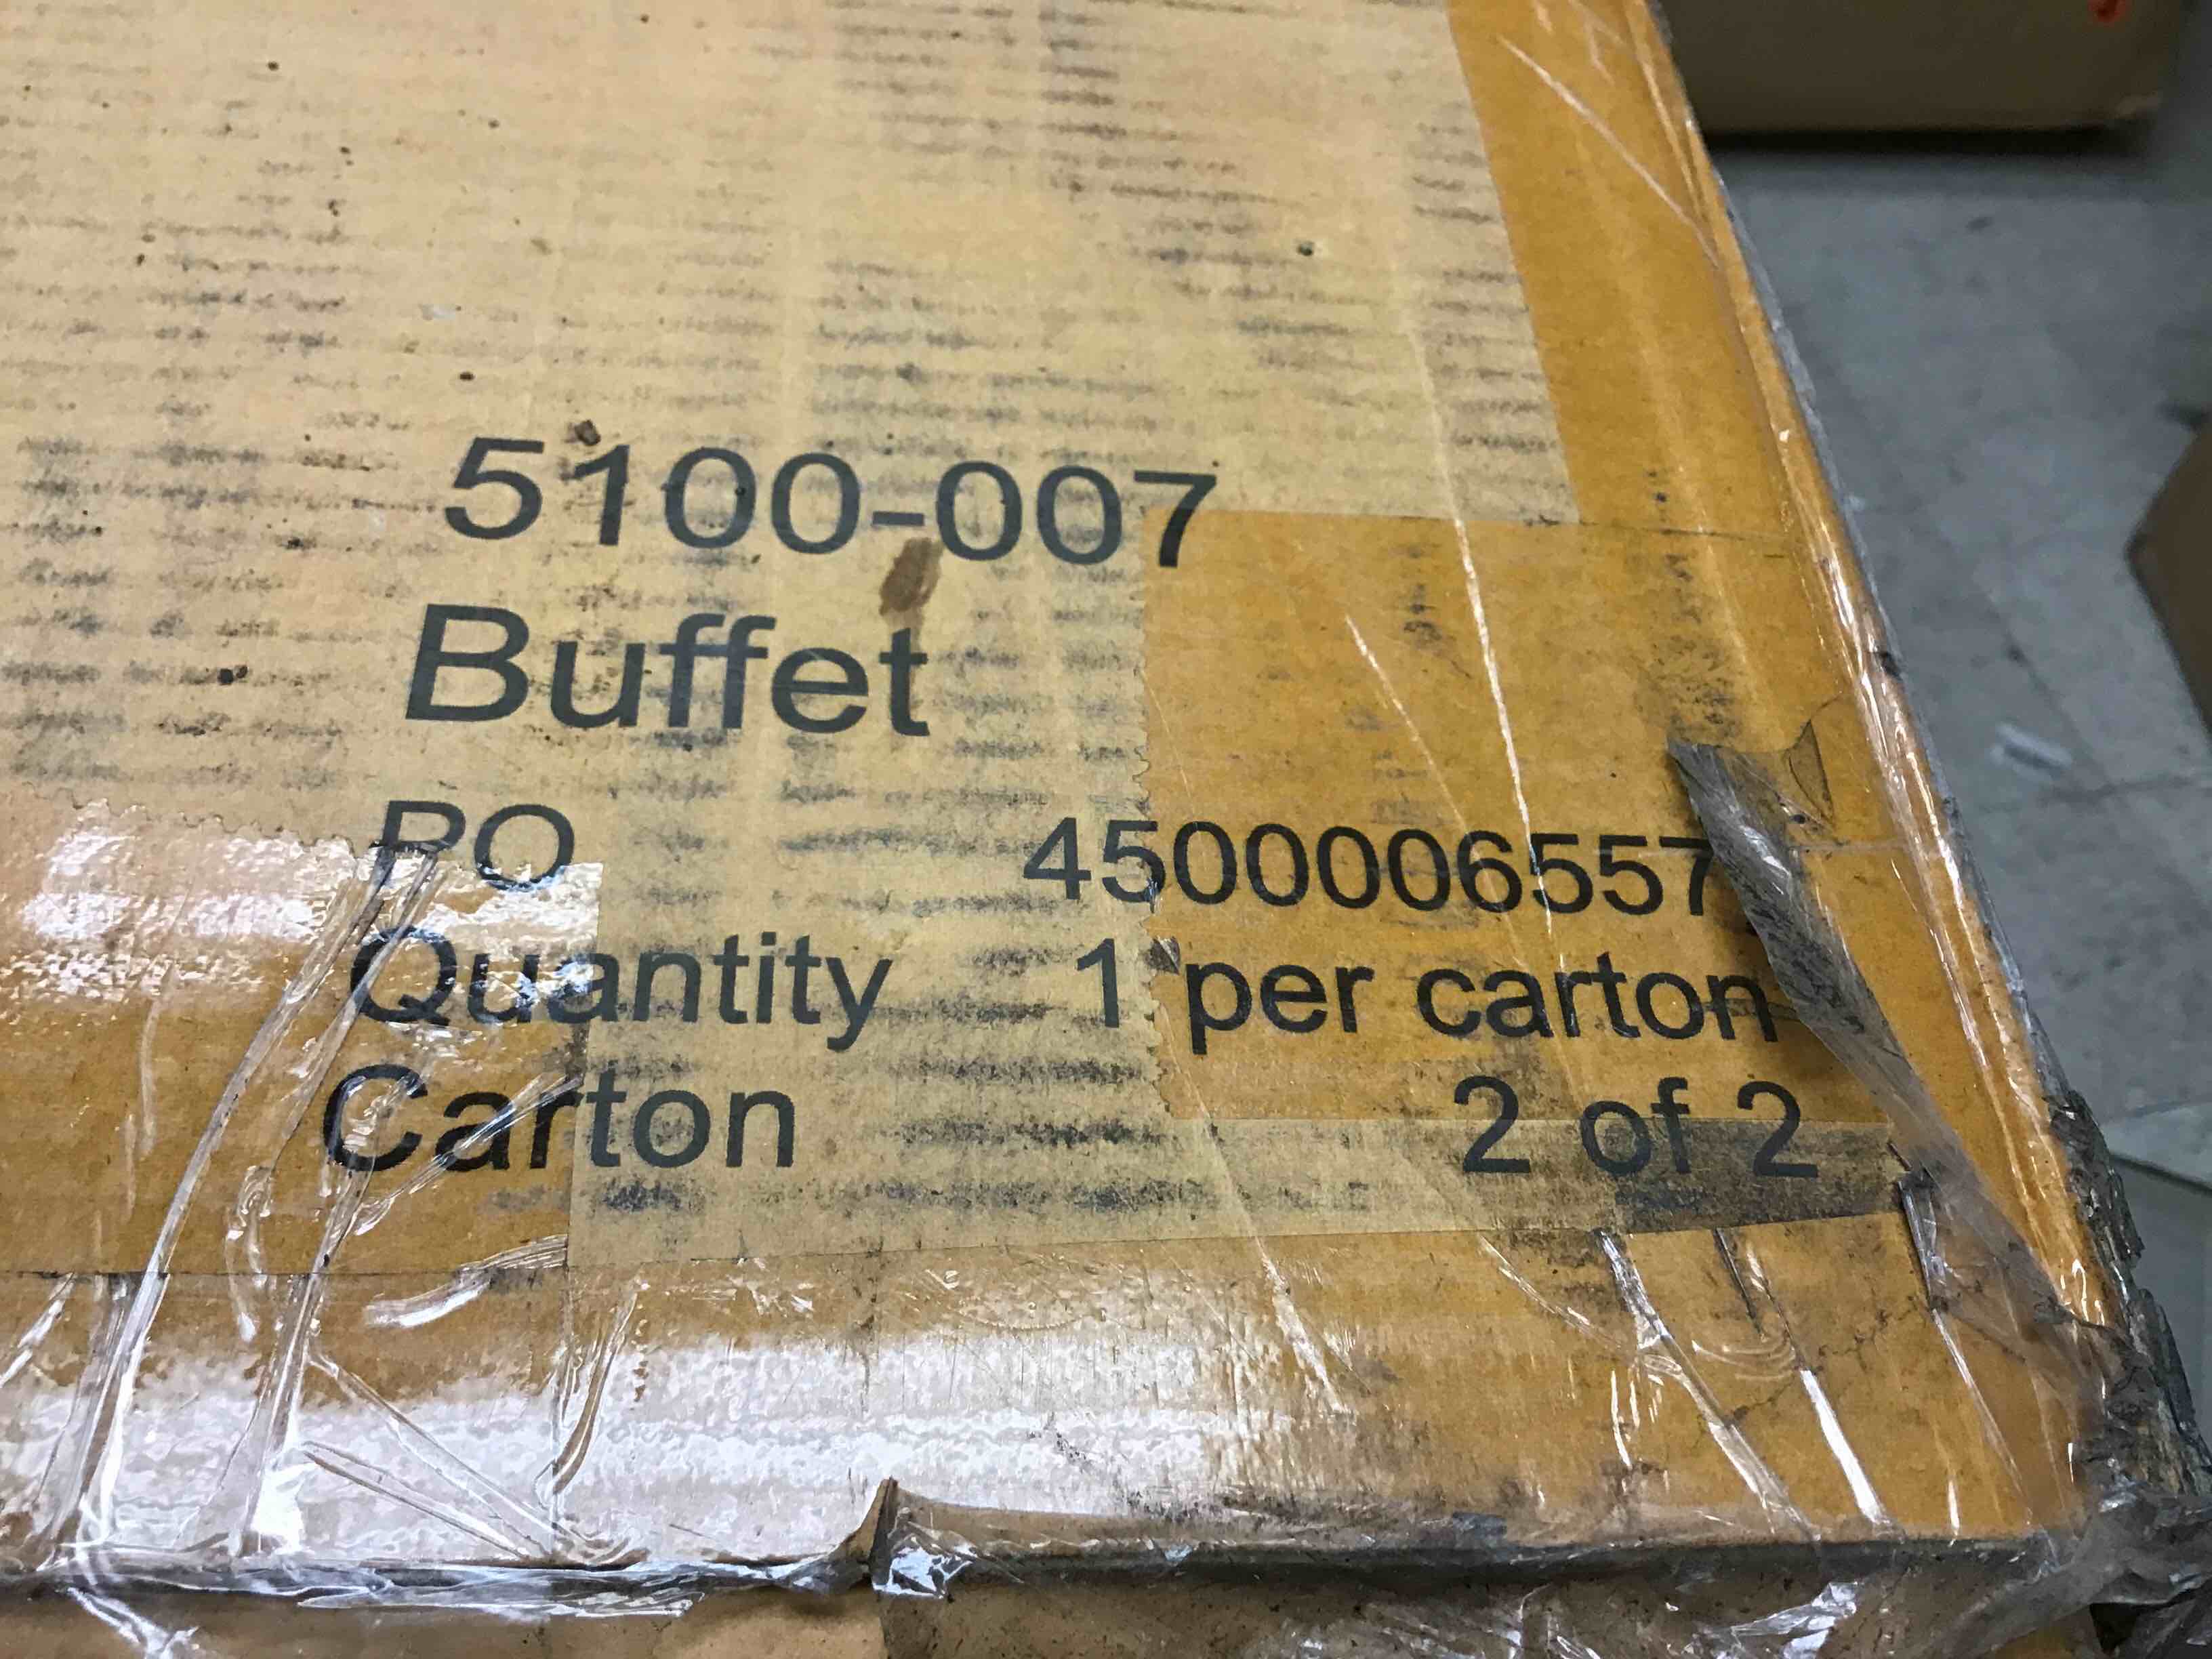 5100-007
Buffet
PO 4500006557
Quantity 1 per carton
Carton 2 of 2